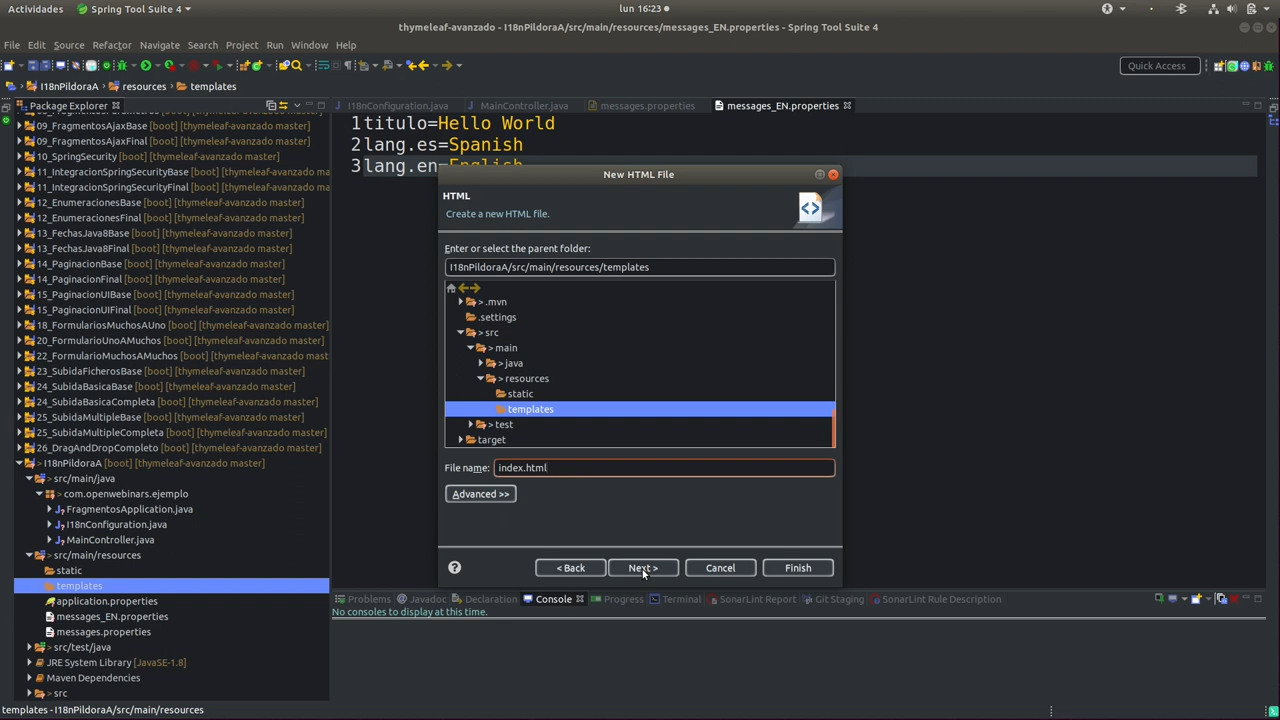 Actividades
Spring Tool Suite 4
lun 16:23
thymeleaf-avanzado - I18nPildoraA/src/main/resources/messages_EN.properties - Spring Tool Suite 4
File Edit Source Refactor Navigate Search Project Run Window Help
Quick Access
I18nPildoraA resources templates
Package Explorer
I18nConfiguration.java MainController.java messages.properties messages_EN.properties
09_FragmentosAjaxBase [boot] [thymeleaf-avanzado master]
09_FragmentosAjaxFinal [boot] [thymeleaf-avanzado master]
10_SpringSecurity [boot] [thymeleaf-avanzado master]
11_IntegracionSpringSecurityBase [boot] [thymeleaf-avanzado master]
11_IntegracionSpringSecurityFinal [boot] [thymeleaf-avanzado master]
12_EnumeracionesBase [boot] [thymeleaf-avanzado master]
12_EnumeracionesFinal [boot] [thymeleaf-avanzado master]
13_FechasJava8Base [boot] [thymeleaf-avanzado master]
13_FechasJava8Final [boot] [thymeleaf-avanzado master]
14_PaginacionBase [boot] [thymeleaf-avanzado master]
14_PaginacionFinal [boot] [thymeleaf-avanzado master]
15_PaginacionUIBase [boot] [thymeleaf-avanzado master]
15_PaginacionUIFinal [boot] [thymeleaf-avanzado master]
18_FormulariosMuchosAUno [boot] [thymeleaf-avanzado master]
20_FormularioUnoAMuchos [boot] [thymeleaf-avanzado master]
22_FormularioMuchosAMuchos [boot] [thymeleaf-avanzado mast
23_SubidaFicherosBase [boot] [thymeleaf-avanzado master]
24_SubidaBasicaBase [boot] [thymeleaf-avanzado master]
24_SubidaBasicaCompleta [boot] [thymeleaf-avanzado master]
25_SubidaMultipleBase [boot] [thymeleaf-avanzado master]
25_SubidaMultipleCompleta [boot] [thymeleaf-avanzado master]
26_DragAndDropCompleto [boot] [thymeleaf-avanzado master]
> I18nPildoraA [boot] [thymeleaf-avanzado master]
> src/main/java
> com.openwebinars.ejemplo
> FragmentosApplication.java
> I18nConfiguration.java
> MainController.java
> src/main/resources
static
templates
application.properties
messages_EN.properties
messages.properties
> src/test/java
JRE System Library [JavaSE-1.8]
Maven Dependencies
> src
1 titulo=Hello World
2 lang.es=Spanish
3 lang.en=English
New HTML File
HTML
Create a new HTML file.
Enter or select the parent folder:
I18nPildoraA/src/main/resources/templates
> .mvn
.settings
> src
> main
> java
> resources
static
templates
> test
target
File name: index.html
Advanced >>
< Back Next > Cancel Finish
Problems Javadoc Declaration Console Progress Terminal SonarLint Report Git Staging SonarLint Rule Description
No consoles to display at this time.
templates - I18nPildoraA/src/main/resources